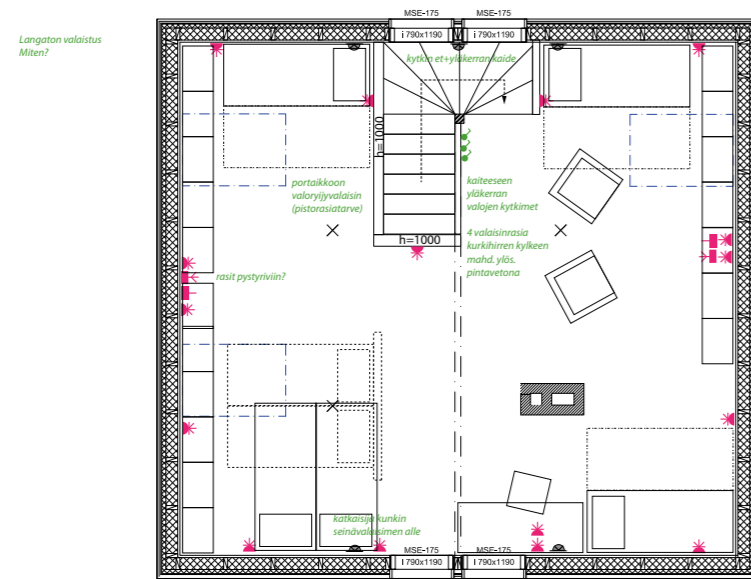 MSE-175 MSE-175
i 790x1190 i 790x1190
Langaton valaistus
Miten?
kytkin et+yläkerran kaide
h=1000
portaikkoon
valoryijyvalaisin
(pistorasiatarve)
kaiteeseen
yläkerran
valojen kytkimet
4 valaisinrasia
kurkihirren kylkeen
mahd. ylös.
pintavetona
h=1000
rasit pystyriviin?
katkaisija kunkin
seinävalaisimen alle
MSE-175 MSE-175
i 790x1190 i 790x1190